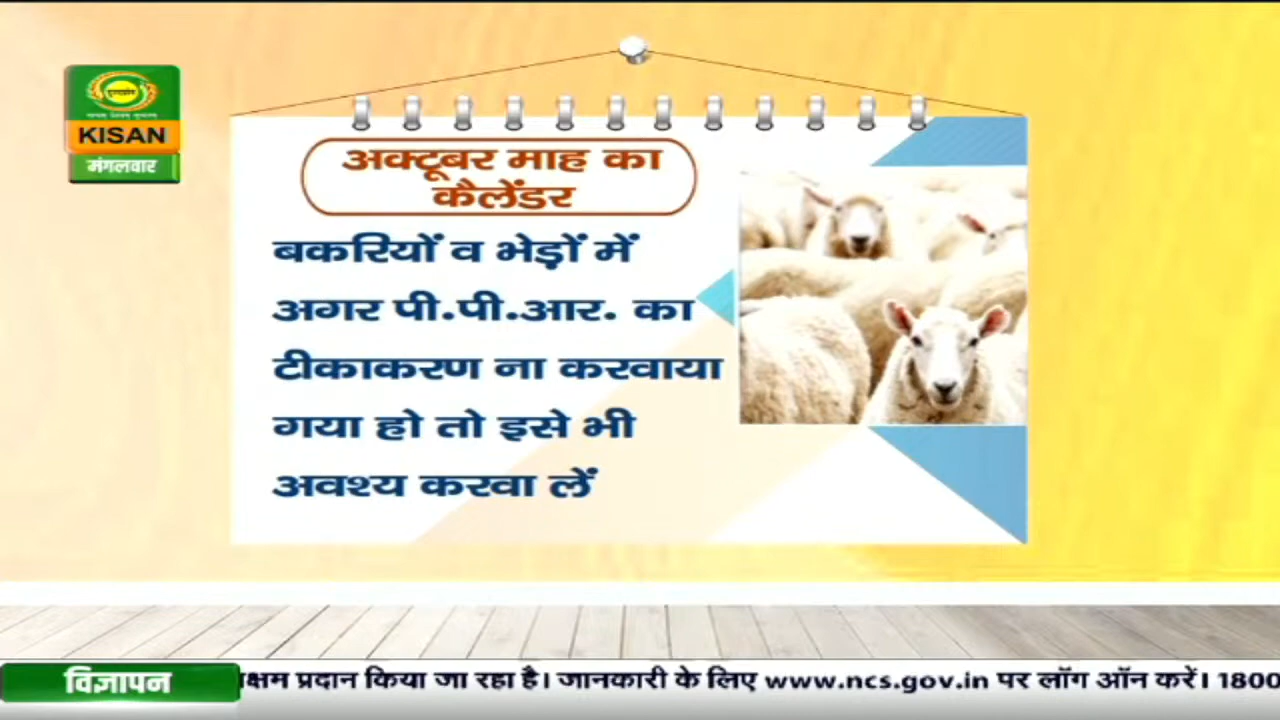 KISAN
मंगलवार
अक्टूबर माह का
कैलेंडर
बकरियों व भेड़ों में
अगर पी.पी.आर. का
टीकाकरण ना करवाया
गया हो तो इसे भी
अवश्य करवा लें
विज्ञापन
क्षम प्रदान किया जा रहा है। जानकारी के लिए www.ncs.gov.in पर लॉग ऑन करें। 1800